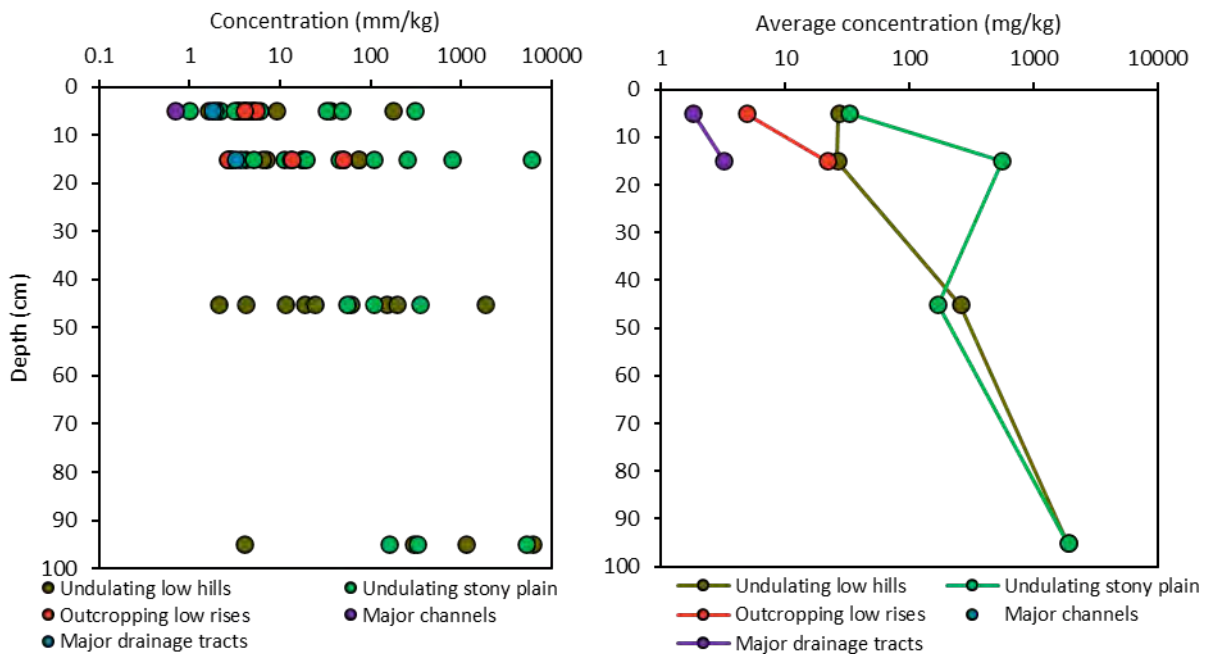 Concentration (mm/kg)
0.1 1 10 100 1000 10000
0
10
20
30
40
50
60
70
80
90
100
Depth (cm)
Undulating low hills
Undulating stony plain
Outcropping low rises
Major channels
Major drainage tracts
Average concentration (mg/kg)
1 10 100 1000 10000
0
10
20
30
40
50
60
70
80
90
100
Undulating low hills
Undulating stony plain
Outcropping low rises
Major channels
Major drainage tracts